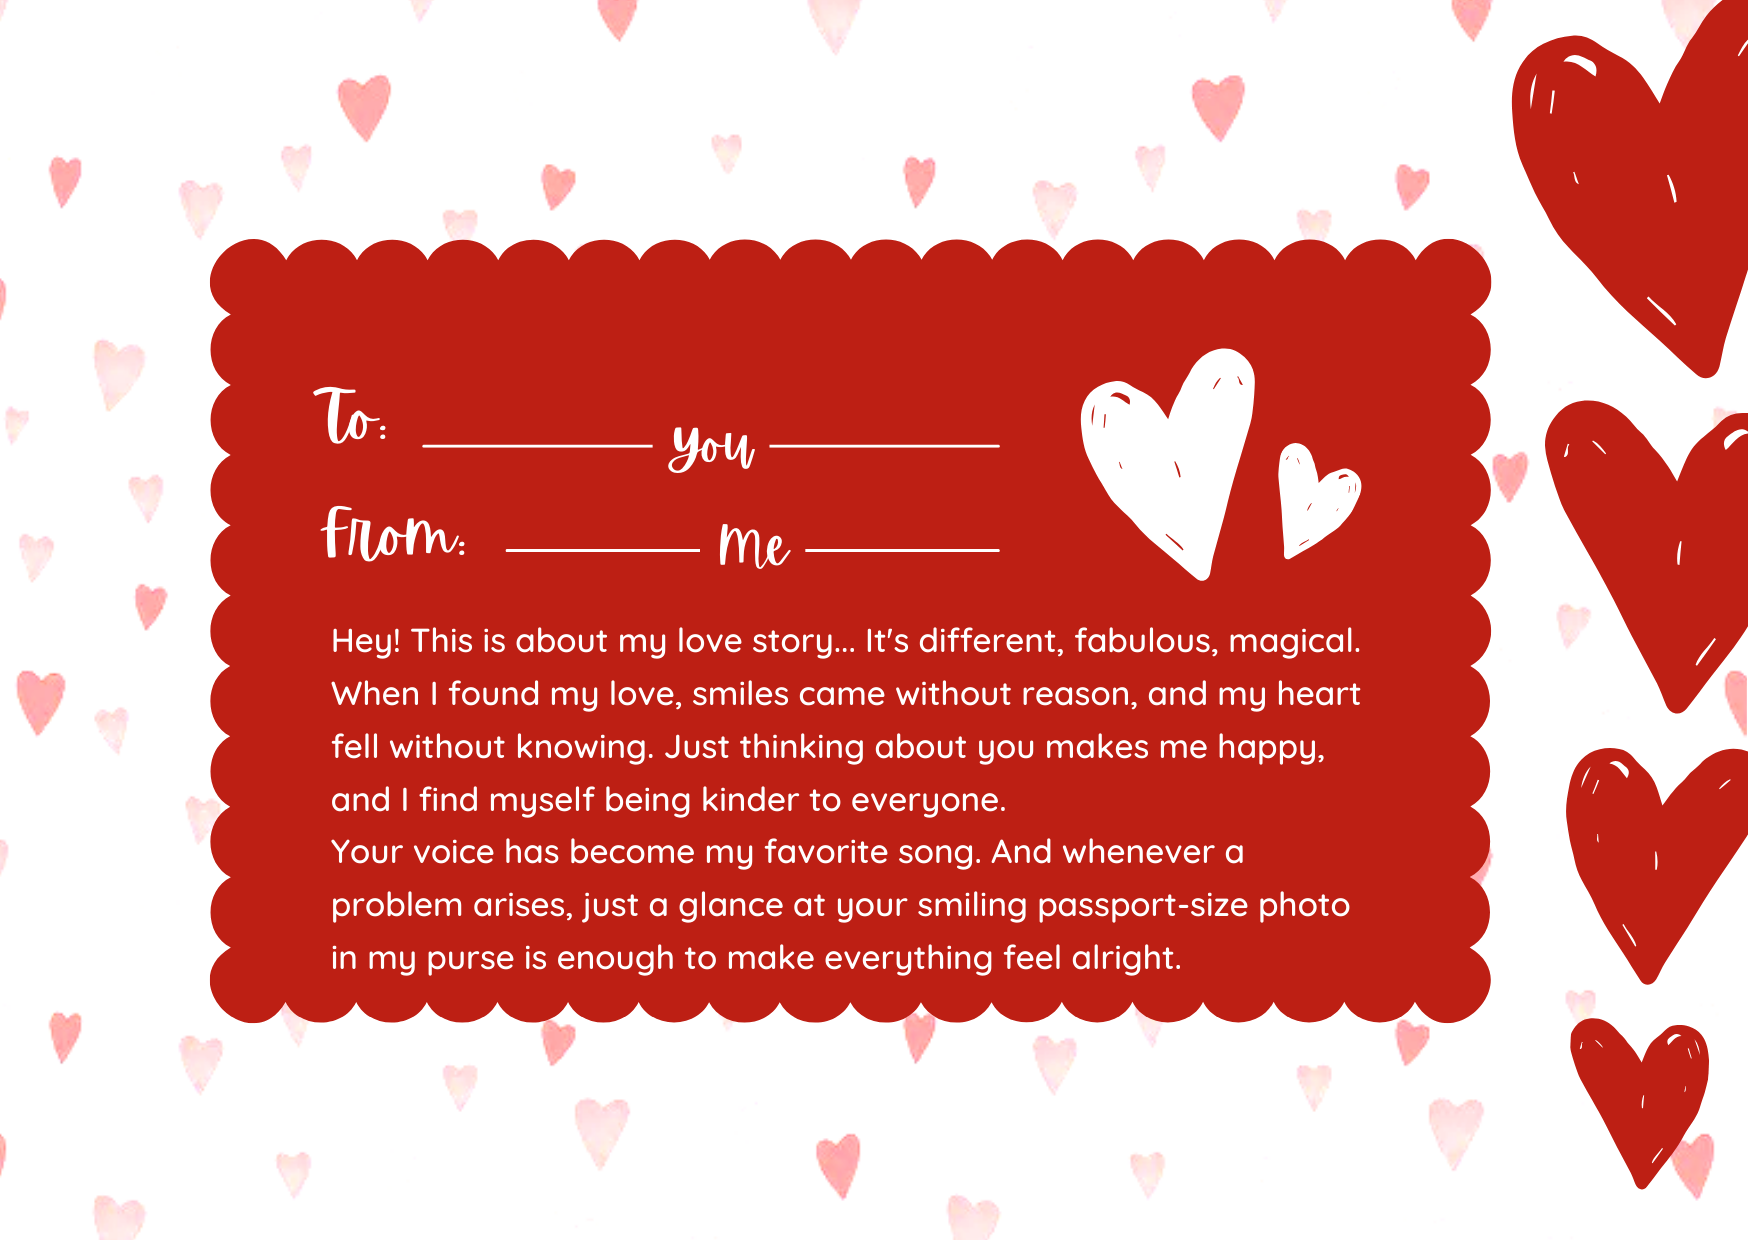 To: you
From: Me
Hey! This is about my love story... It's different, fabulous, magical.
When I found my love, smiles came without reason, and my heart
fell without knowing. Just thinking about you makes me happy,
and I find myself being kinder to everyone.
Your voice has become my favorite song. And whenever a
problem arises, just a glance at your smiling passport-size photo
in my purse is enough to make everything feel alright.